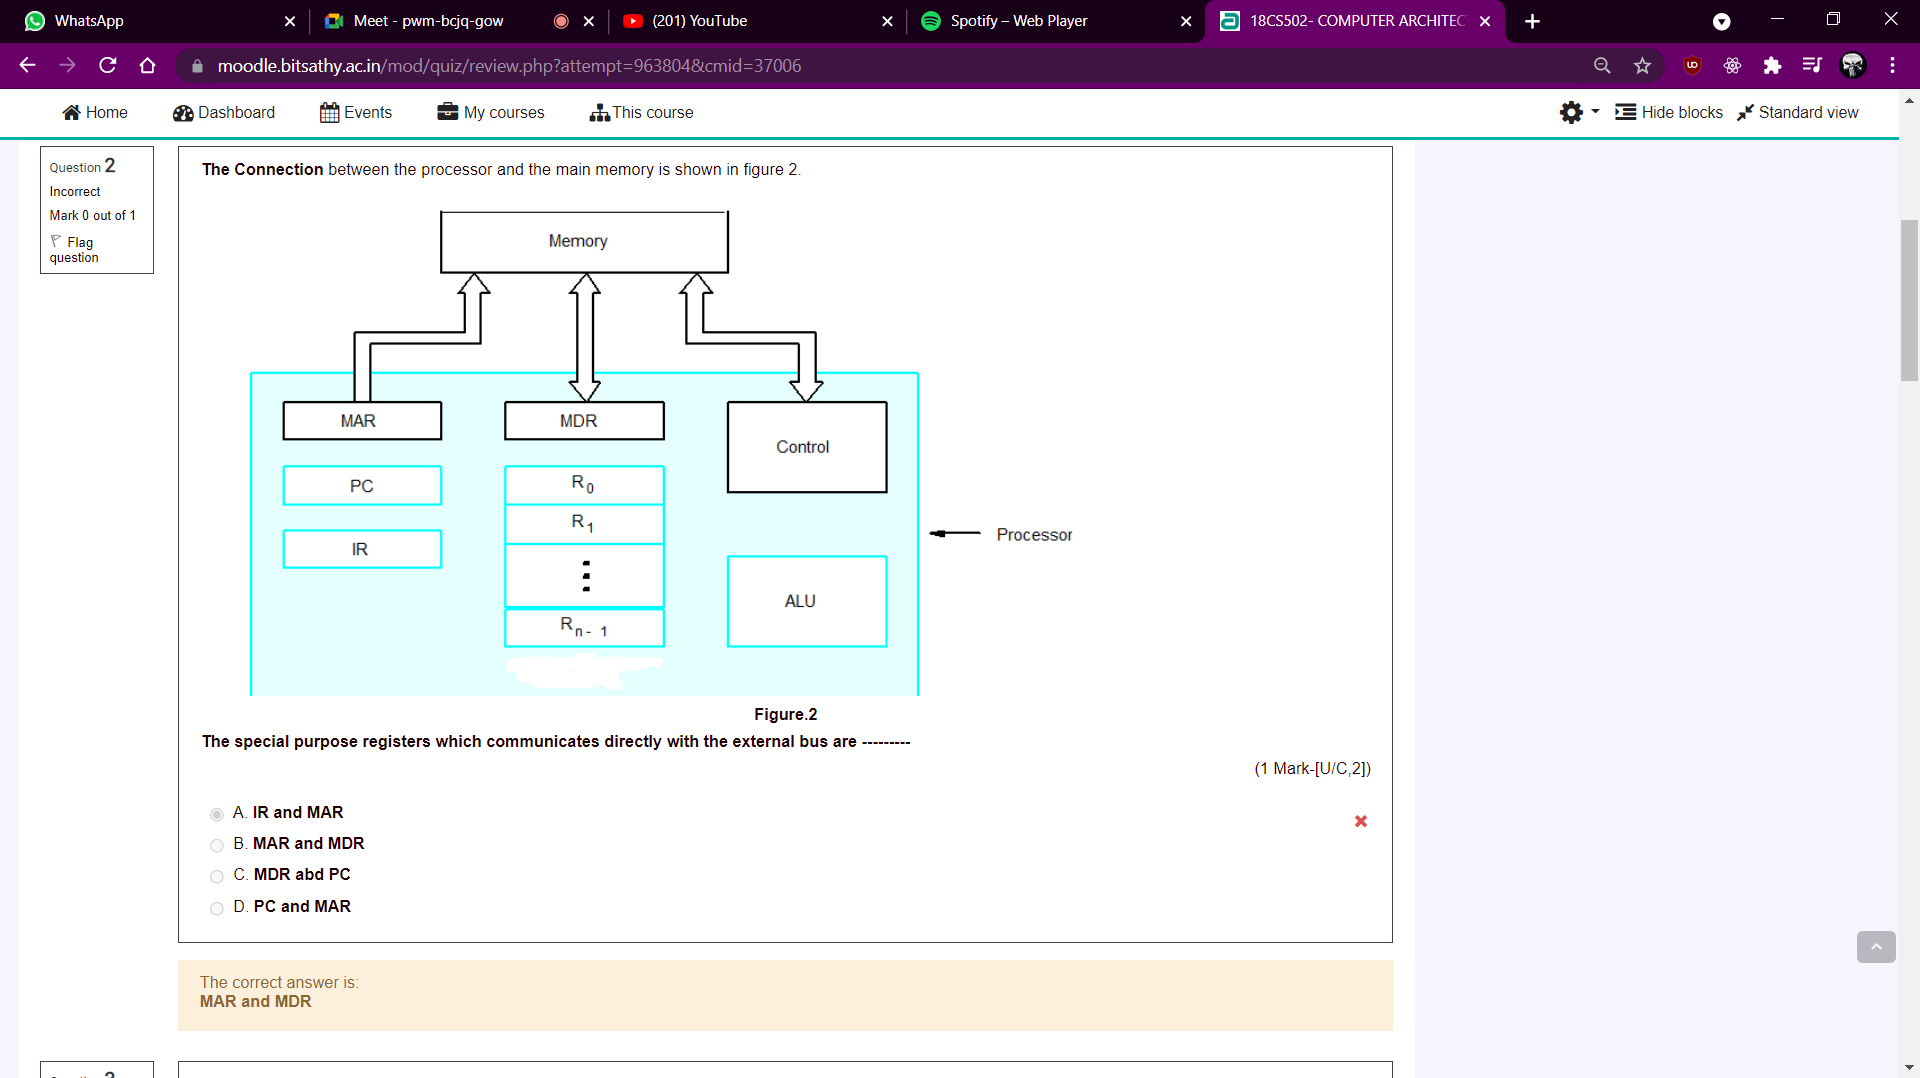 WhatsApp
Meet - pwm-bcjq-gow
(201) YouTube
Spotify – Web Player
18CS502- COMPUTER ARCHITEC
moodle.bitsathy.ac.in/mod/quiz/review.php?attempt=963804&cmid=37006
Home
Dashboard
Events
My courses
This course
Hide blocks
Standard view
Question 2
Incorrect
Mark 0 out of 1
Flag question
The Connection between the processor and the main memory is shown in figure 2.
Memory
MAR
MDR
Control
PC
R0
R1
IR
Processor
ALU
Rn- 1
Figure.2
The special purpose registers which communicates directly with the external bus are ---------
(1 Mark-[U/C,2])
A. IR and MAR
B. MAR and MDR
C. MDR abd PC
D. PC and MAR
The correct answer is:
MAR and MDR